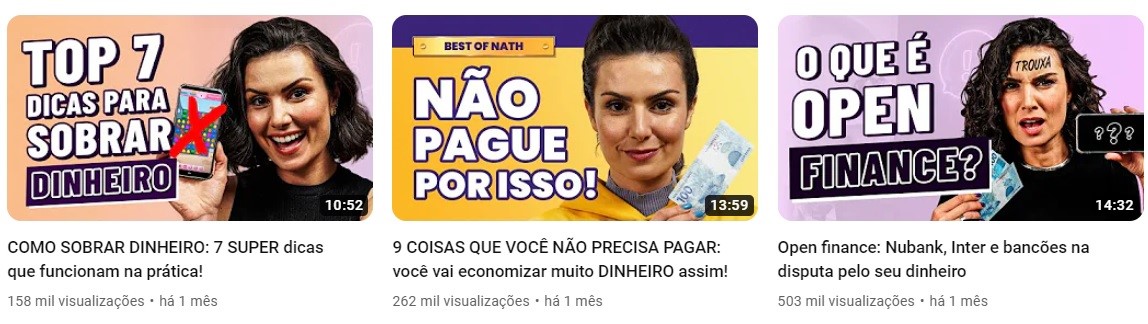 TOP 7
DICAS PARA
SOBRAR
DINHEIRO
10:52
COMO SOBRAR DINHEIRO: 7 SUPER dicas
que funcionam na prática!
158 mil visualizações • há 1 mês
BEST OF NATH
NÃO
PAGUE
POR ISSO!
100
13:59
9 COISAS QUE VOCÊ NÃO PRECISA PAGAR:
você vai economizar muito DINHEIRO assim!
262 mil visualizações • há 1 mês
O QUE É
OPEN
FINANCE?
TROUXA
???
14:32
Open finance: Nubank, Inter e bancões na
disputa pelo seu dinheiro
503 mil visualizações • há 1 mês